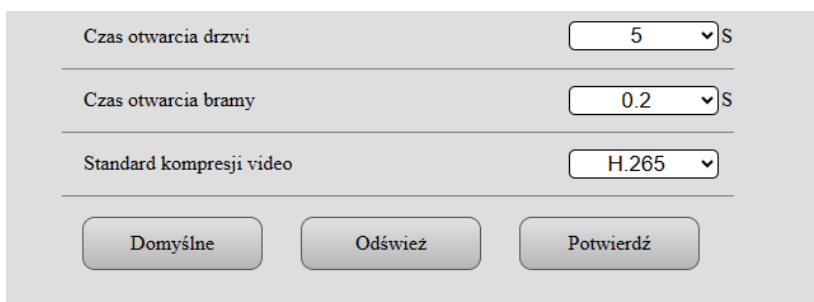 Czas otwarcia drzwi 5 S
Czas otwarcia bramy 0.2 S
Standard kompresji video H.265
Domyślne Odśwież Potwierdź